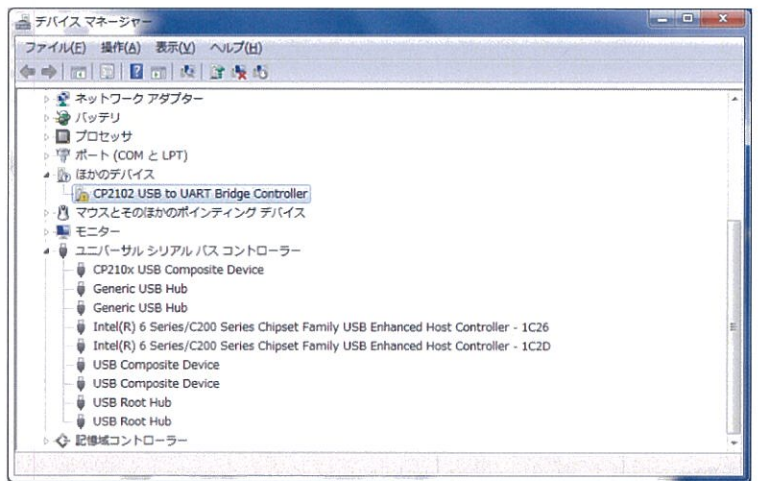 デバイス マネージャー
ファイル(F) 操作(A) 表示(V) ヘルプ(H)
ネットワーク アダプター
バッテリ
プロセッサ
ポート (COM と LPT)
ほかのデバイス
CP2102 USB to UART Bridge Controller
マウスとそのほかのポインティング デバイス
モニター
ユニバーサル シリアル バス コントローラー
CP210x USB Composite Device
Generic USB Hub
Generic USB Hub
Intel(R) 6 Series/C200 Series Chipset Family USB Enhanced Host Controller - 1C26
Intel(R) 6 Series/C200 Series Chipset Family USB Enhanced Host Controller - 1C2D
USB Composite Device
USB Composite Device
USB Root Hub
USB Root Hub
記憶域コントローラー